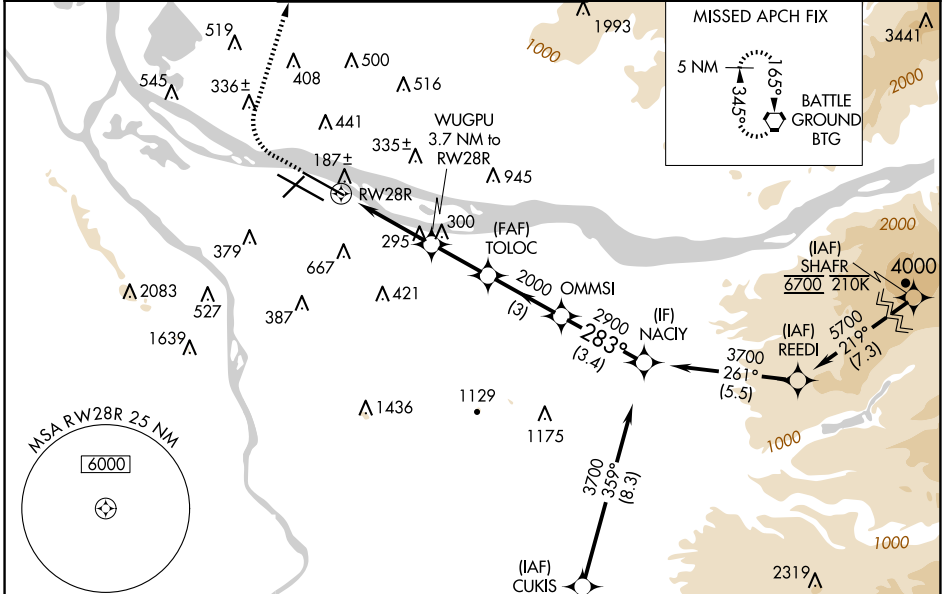 1993
MISSED APCH FIX
3441
519
1000
5 NM
165°
345°
BATTLE
GROUND
BTG
2000
408
500
545
336±
516
441
WUGPU
3.7 NM to
RW28R
335±
187±
945
RW28R
2000
295
300
(FAF)
TOLOC
379
667
(IAF)
SHAFR
6700 210K
4000
2083
527
387
421
2000
(3)
OMMSI
2900
283°
(3.4)
(IF)
NACIY
5700
219°
(7.3)
(IAF)
REEDI
1639
3700
261°
(5.5)
1436
1129
1175
1000
MSA RW28R 25 NM
6000
3700
359°
(8.3)
1000
(IAF)
CUKIS
2319